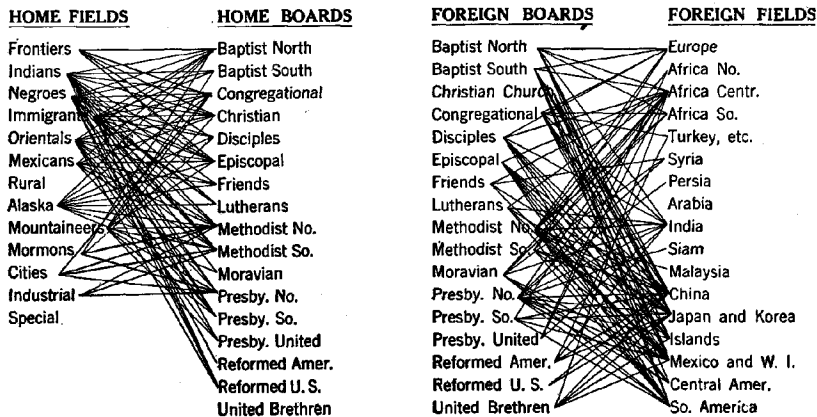 HOME FIELDS
Frontiers
Indians
Negroes
Immigrants
Orientals
Mexicans
Rural
Alaska
Mountaineers
Mormons
Cities
Industrial
Special
HOME BOARDS
Baptist North
Baptist South
Congregational
Christian
Disciples
Episcopal
Friends
Lutherans
Methodist No.
Methodist So.
Moravian
Presby. No.
Presby. So.
Presby. United
Reformed Amer.
Reformed U. S.
United Brethren
FOREIGN BOARDS
Baptist North
Baptist South
Christian Church
Congregational
Disciples
Episcopal
Friends
Lutherans
Methodist No.
Methodist So.
Moravian
Presby. No.
Presby. So.
Presby. United
Reformed Amer.
Reformed U. S.
United Brethren
FOREIGN FIELDS
Europe
Africa No.
Africa Centr.
Africa So.
Turkey, etc.
Syria
Persia
Arabia
India
Siam
Malaysia
China
Japan and Korea
Islands
Mexico and W. I.
Central Amer.
So. America